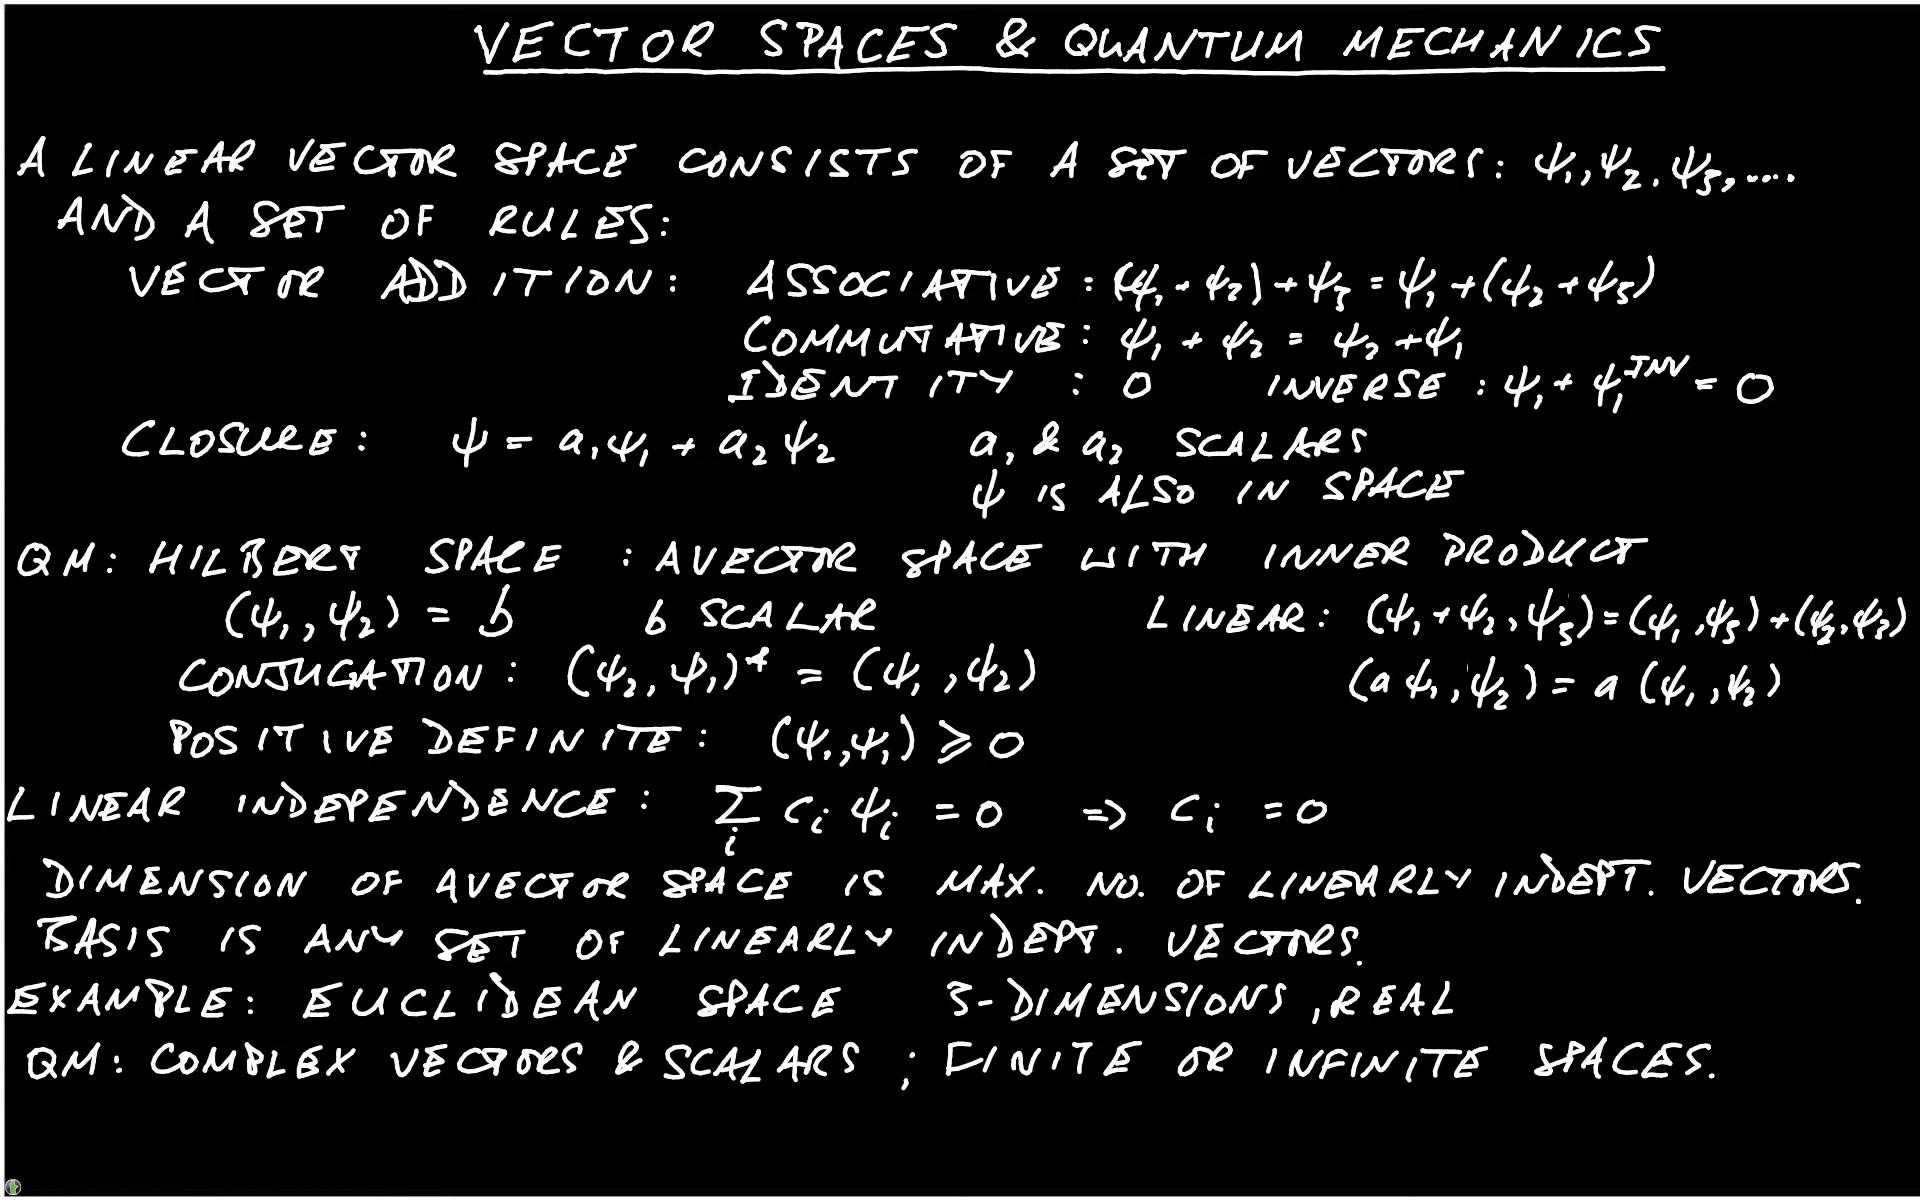 VECTOR SPACES & QUANTUM MECHANICS
A LINEAR VECTOR SPACE CONSISTS OF A SET OF VECTORS: ψ₁, ψ₂, ψ₃, ....
AND A SET OF RULES:
VECTOR ADDITION: ASSOCIATIVE: (ψ₁ + ψ₂) + ψ₃ = ψ₁ + (ψ₂ + ψ₃)
COMMUTATIVE: ψ₁ + ψ₂ = ψ₂ + ψ₁
IDENTITY : 0 INVERSE: ψ₁ + ψ₁^INV = 0
CLOSURE: ψ = a₁ψ₁ + a₂ψ₂ a₁ & a₂ SCALARS
ψ IS ALSO IN SPACE
QM: HILBERT SPACE : A VECTOR SPACE WITH INNER PRODUCT
(ψ₁, ψ₂) = b b SCALAR LINEAR: (ψ₁ + ψ₂, ψ₃) = (ψ₁, ψ₃) + (ψ₂, ψ₃)
CONJUGATION: (ψ₂, ψ₁)* = (ψ₁, ψ₂) (aψ₁, ψ₂) = a (ψ₁, ψ₂)
POSITIVE DEFINITE: (ψ₁, ψ₁) ⩾ 0
LINEAR INDEPENDENCE: ∑ᵢ cᵢ ψᵢ = 0 => cᵢ = 0
DIMENSION OF A VECTOR SPACE IS MAX. NO. OF LINEARLY INDEPT. VECTORS.
BASIS IS ANY SET OF LINEARLY INDEPT. VECTORS.
EXAMPLE: EUCLIDEAN SPACE 3-DIMENSIONS, REAL
QM: COMPLEX VECTORS & SCALARS ; FINITE OR INFINITE SPACES.